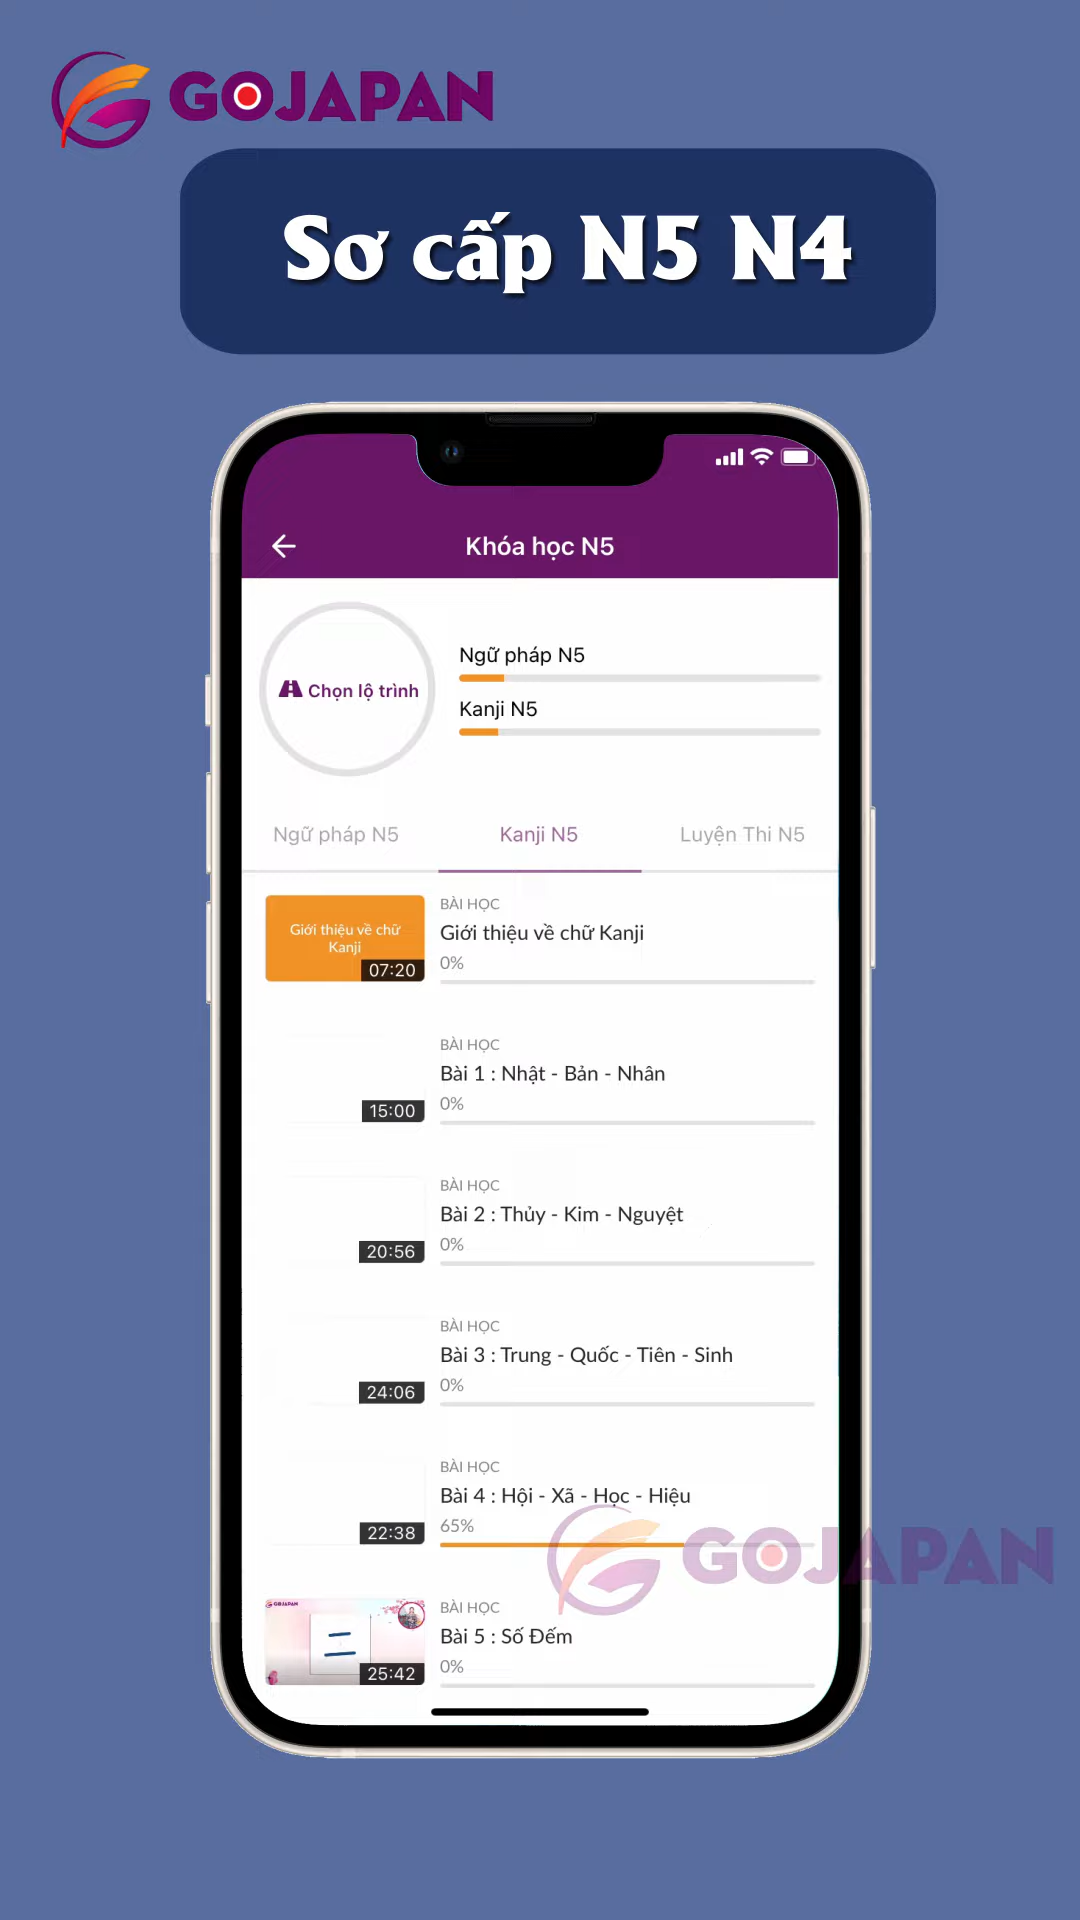 GOJAPAN
Sơ cấp N5 N4
Khóa học N5
Chọn lộ trình
Ngữ pháp N5
Kanji N5
Ngữ pháp N5
Kanji N5
Luyện Thi N5
Giới thiệu về chữ
Kanji
07:20
BÀI HỌC
Giới thiệu về chữ Kanji
0%
15:00
BÀI HỌC
Bài 1 : Nhật - Bản - Nhân
0%
20:56
BÀI HỌC
Bài 2 : Thủy - Kim - Nguyệt
0%
24:06
BÀI HỌC
Bài 3 : Trung - Quốc - Tiên - Sinh
0%
22:38
BÀI HỌC
Bài 4 : Hội - Xã - Học - Hiệu
65%
GOJAPAN
GOJAPAN
二
25:42
BÀI HỌC
Bài 5 : Số Đếm
0%